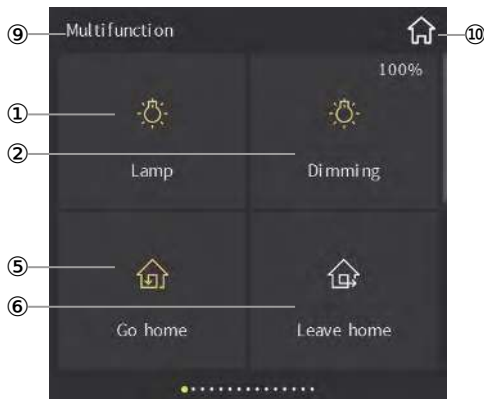 ⑨ Multifunction ⑩
100%
① ②
Lamp Dimming
⑤ ⑥
Go home Leave home